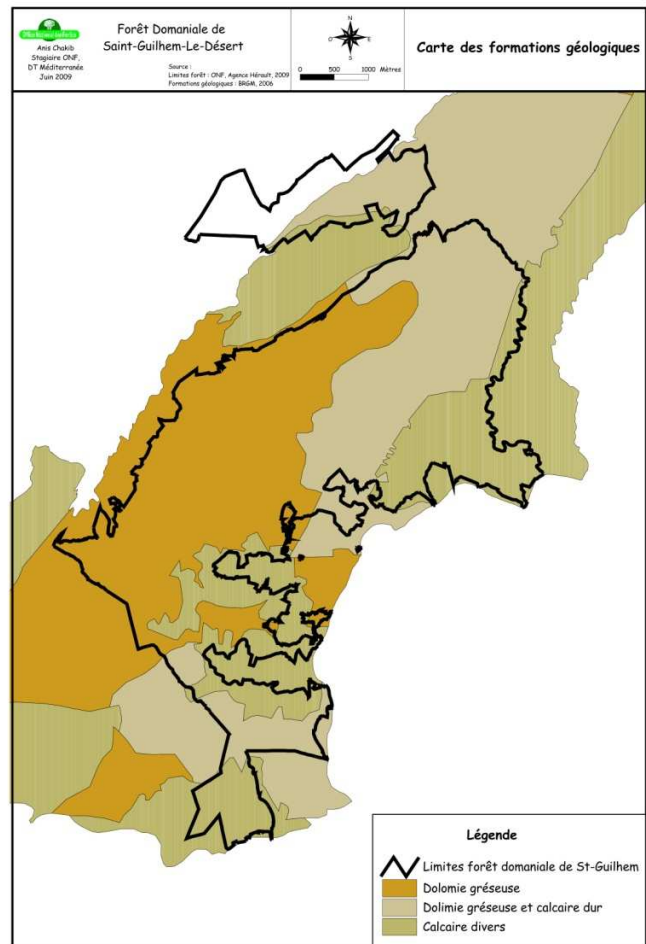 Anis Chakib
Stagiaire ONF,
DT Méditerranée
Juin 2009
Forêt Domaniale de
Saint-Guilhem-Le-Désert
Source :
Limites forêt : ONF, Agence Hérault, 2009
Formations géologiques : BRGM, 2006
N
O
E
S
0 500 1000 Mètres
Carte des formations géologiques
Légende
Limites forêt domaniale de St-Guilhem
Dolomie gréseuse
Dolimie gréseuse et calcaire dur
Calcaire divers